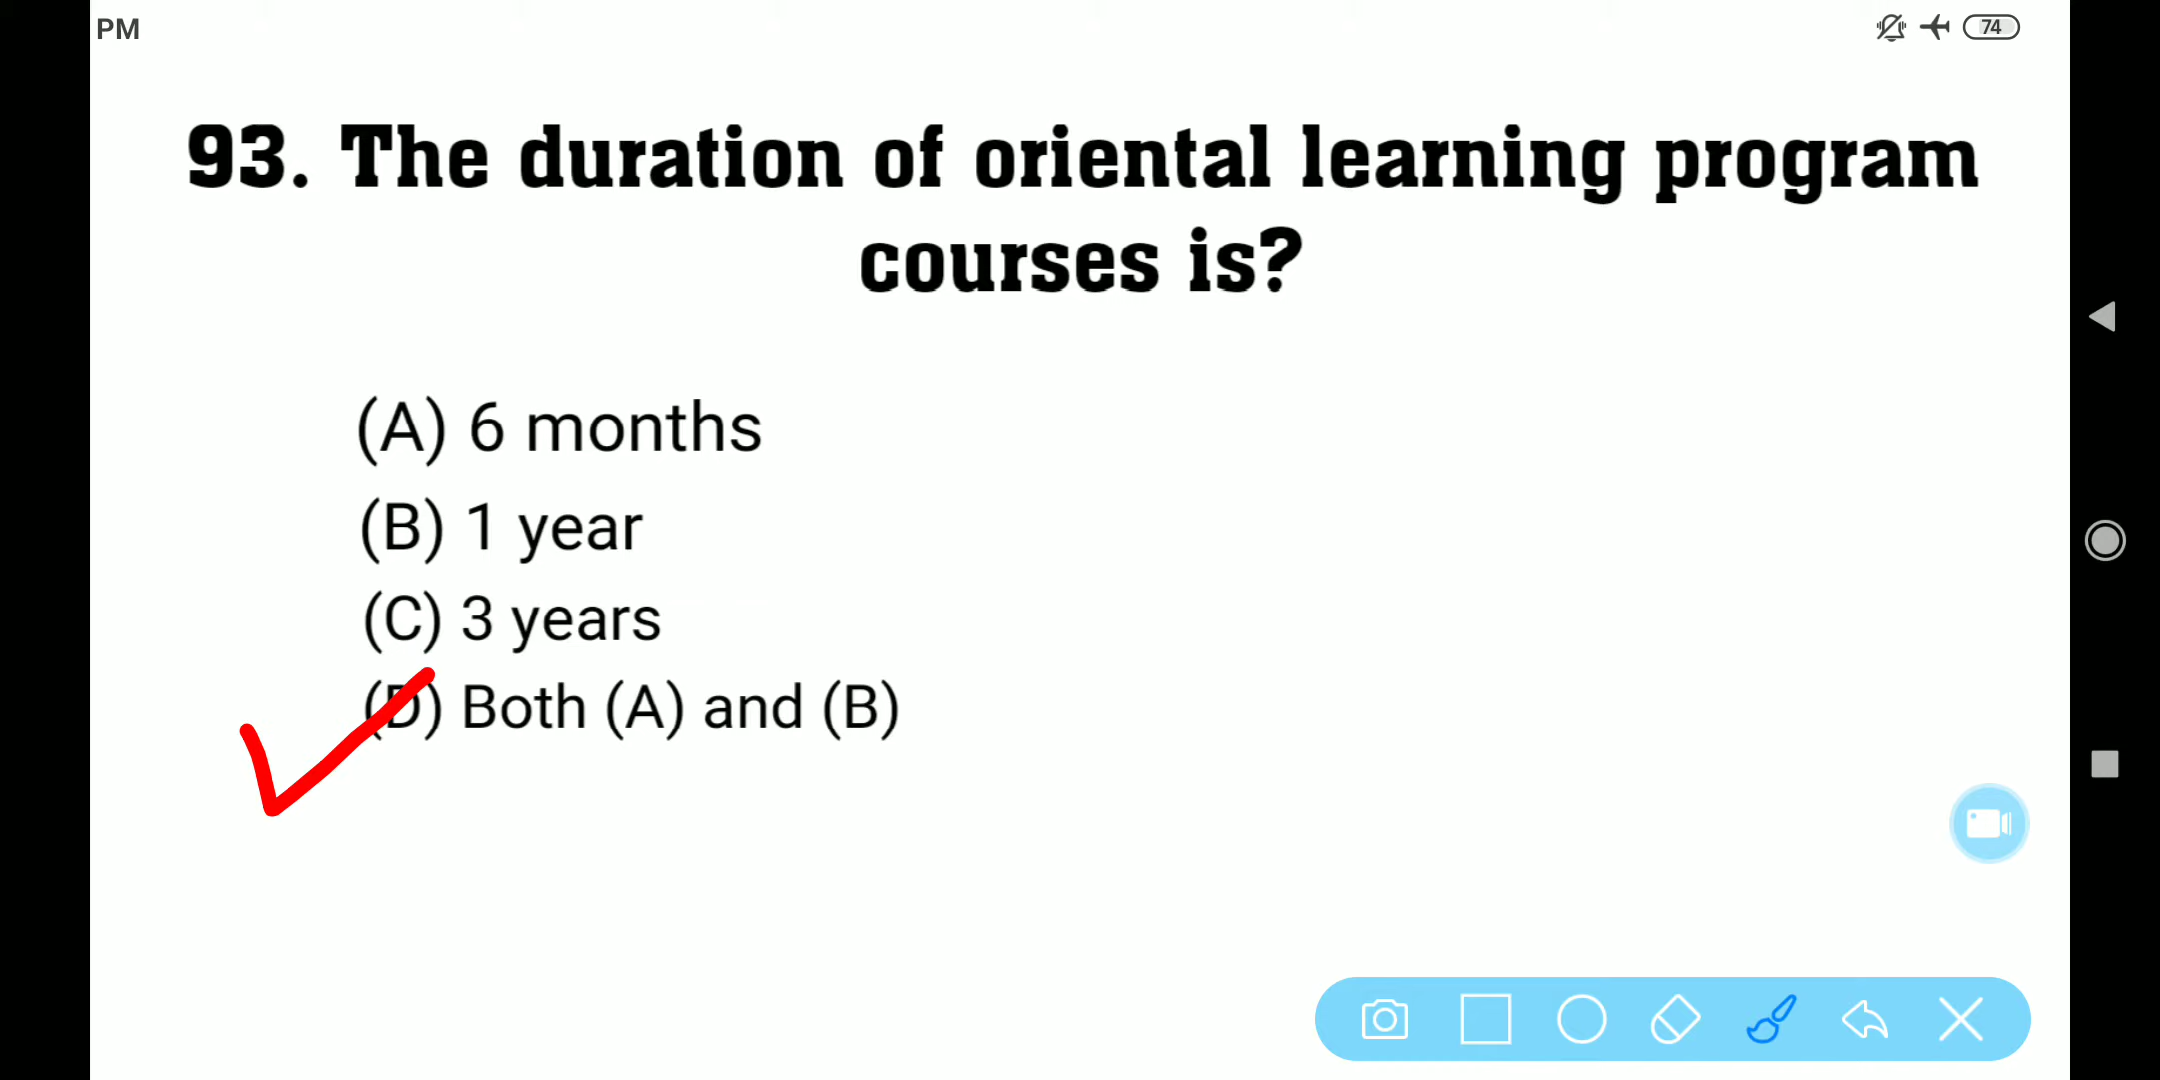 PM
74
93. The duration of oriental learning program
courses is?
(A) 6 months
(B) 1 year
(C) 3 years
(D) Both (A) and (B)